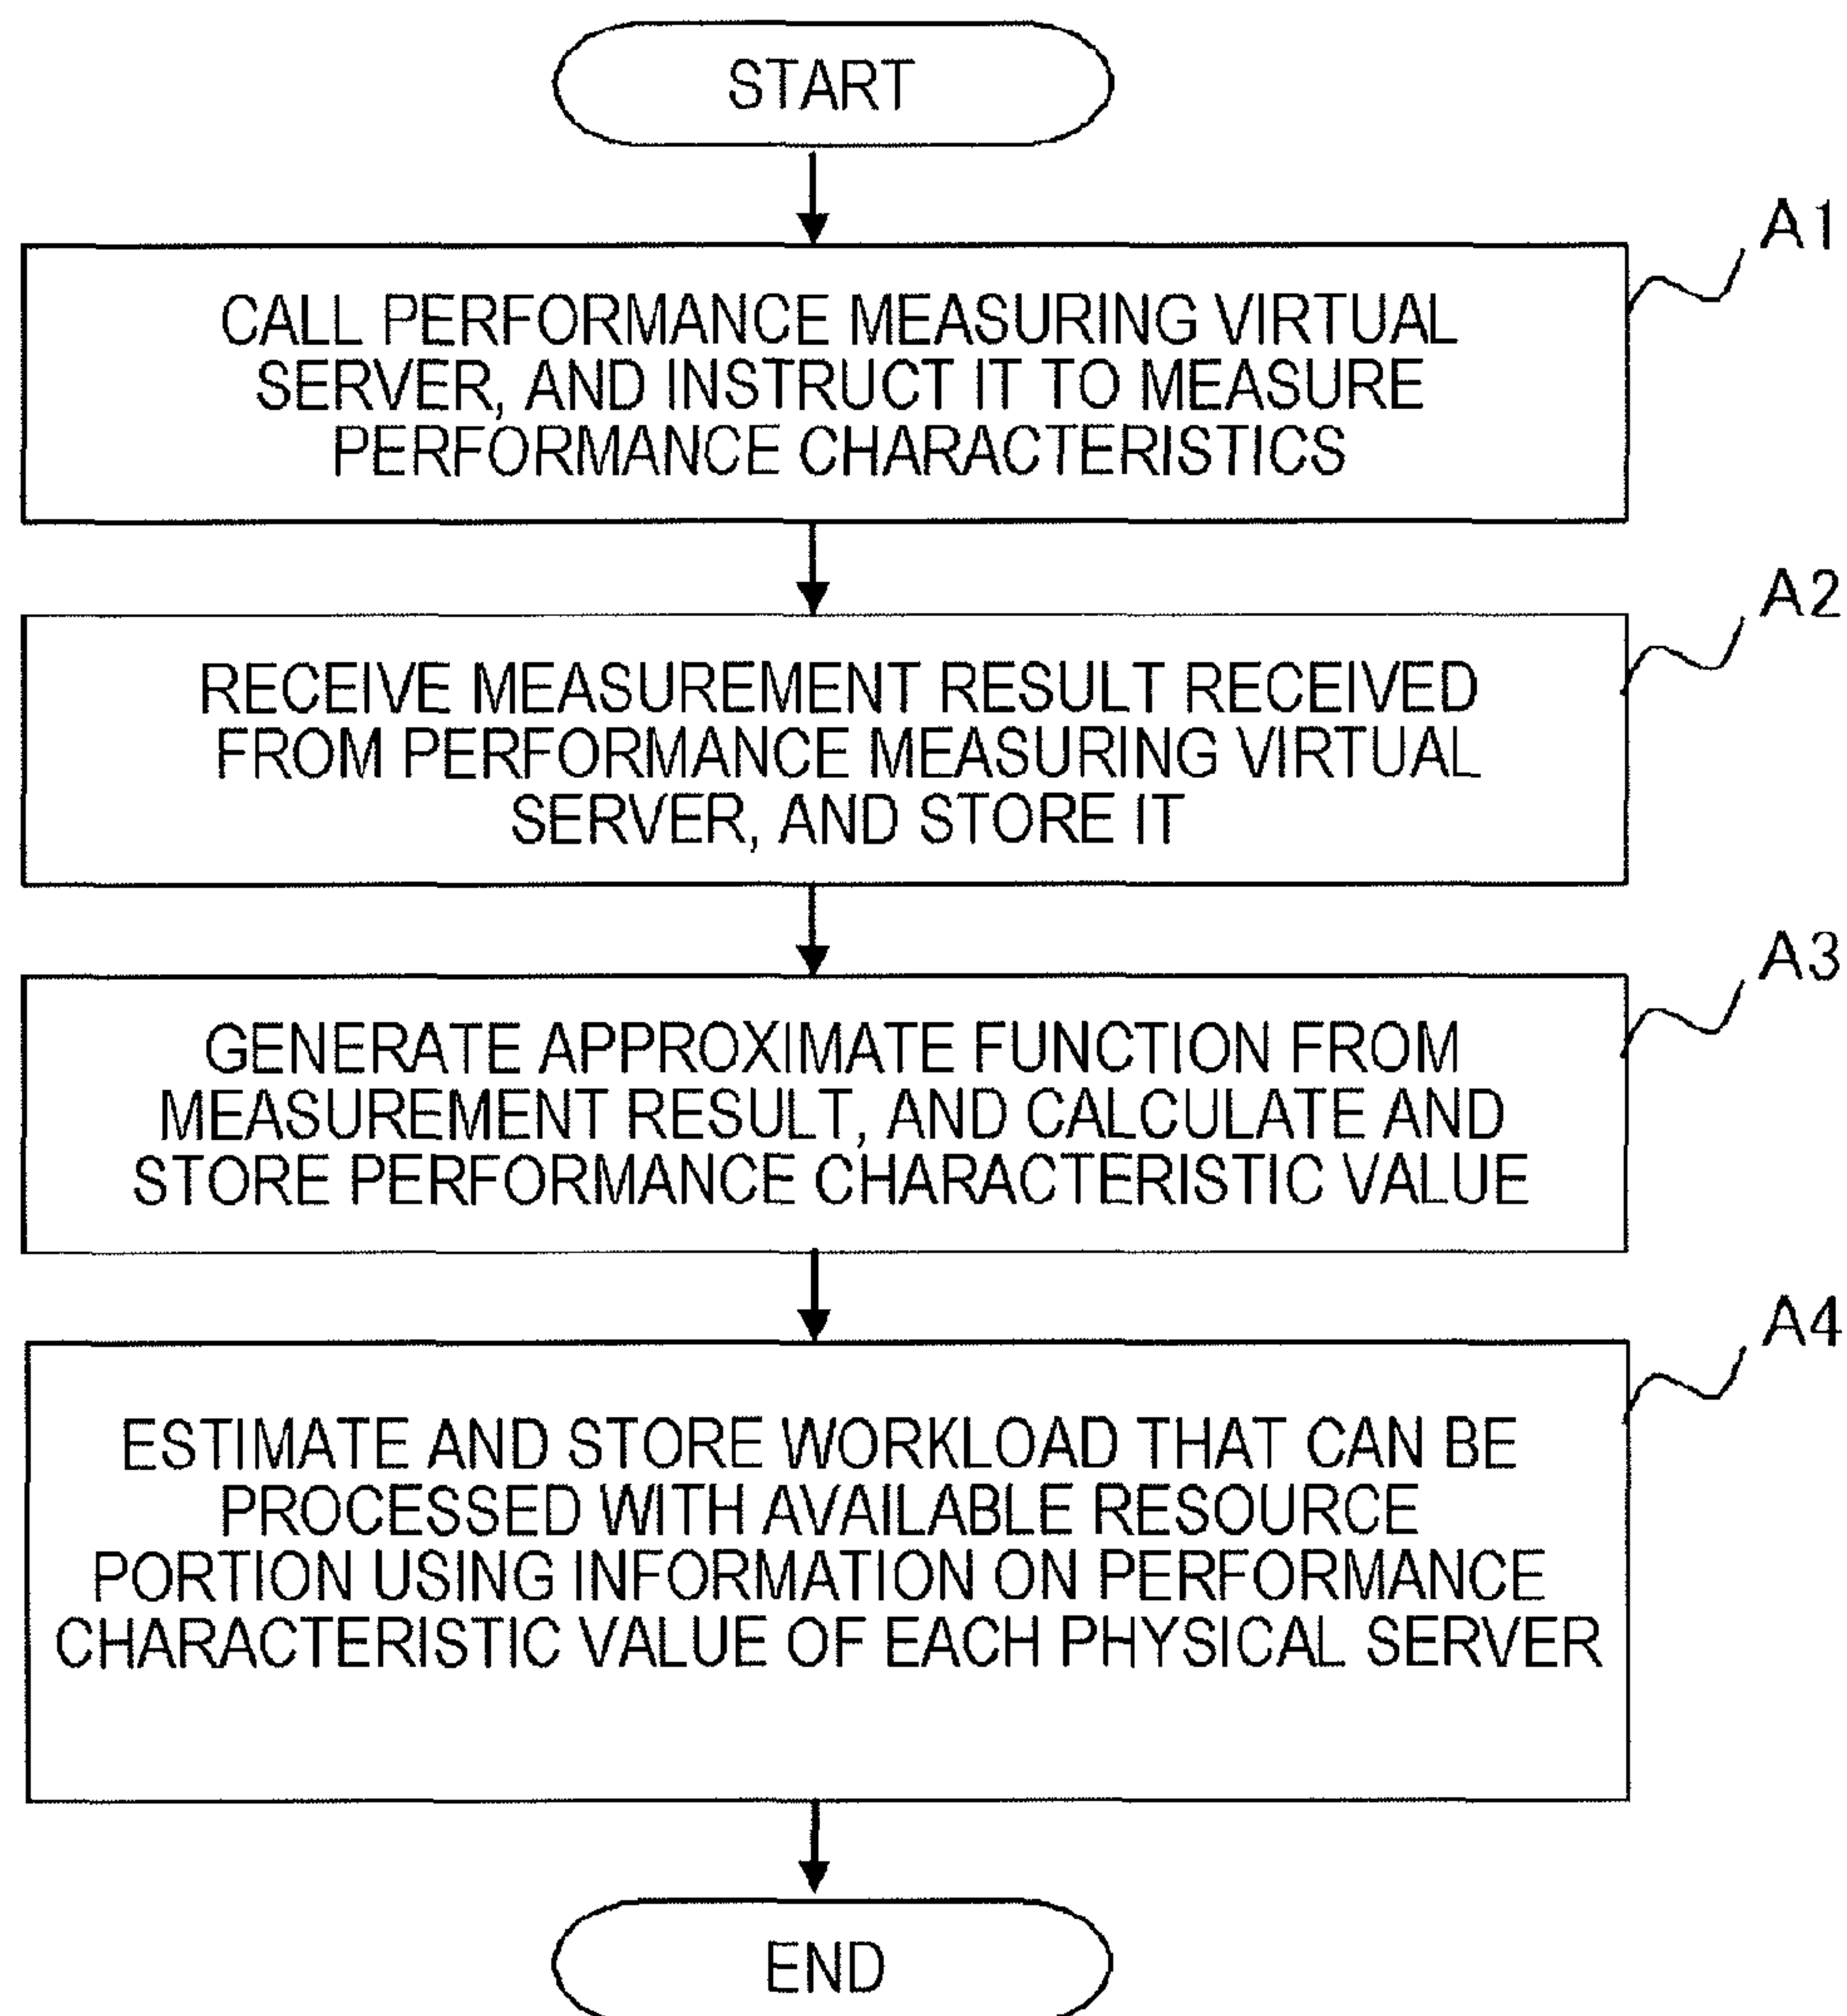 START
A1
CALL PERFORMANCE MEASURING VIRTUAL
SERVER, AND INSTRUCT IT TO MEASURE
PERFORMANCE CHARACTERISTICS
A2
RECEIVE MEASUREMENT RESULT RECEIVED
FROM PERFORMANCE MEASURING VIRTUAL
SERVER, AND STORE IT
A3
GENERATE APPROXIMATE FUNCTION FROM
MEASUREMENT RESULT, AND CALCULATE AND
STORE PERFORMANCE CHARACTERISTIC VALUE
A4
ESTIMATE AND STORE WORKLOAD THAT CAN BE
PROCESSED WITH AVAILABLE RESOURCE
PORTION USING INFORMATION ON PERFORMANCE
CHARACTERISTIC VALUE OF EACH PHYSICAL SERVER
END